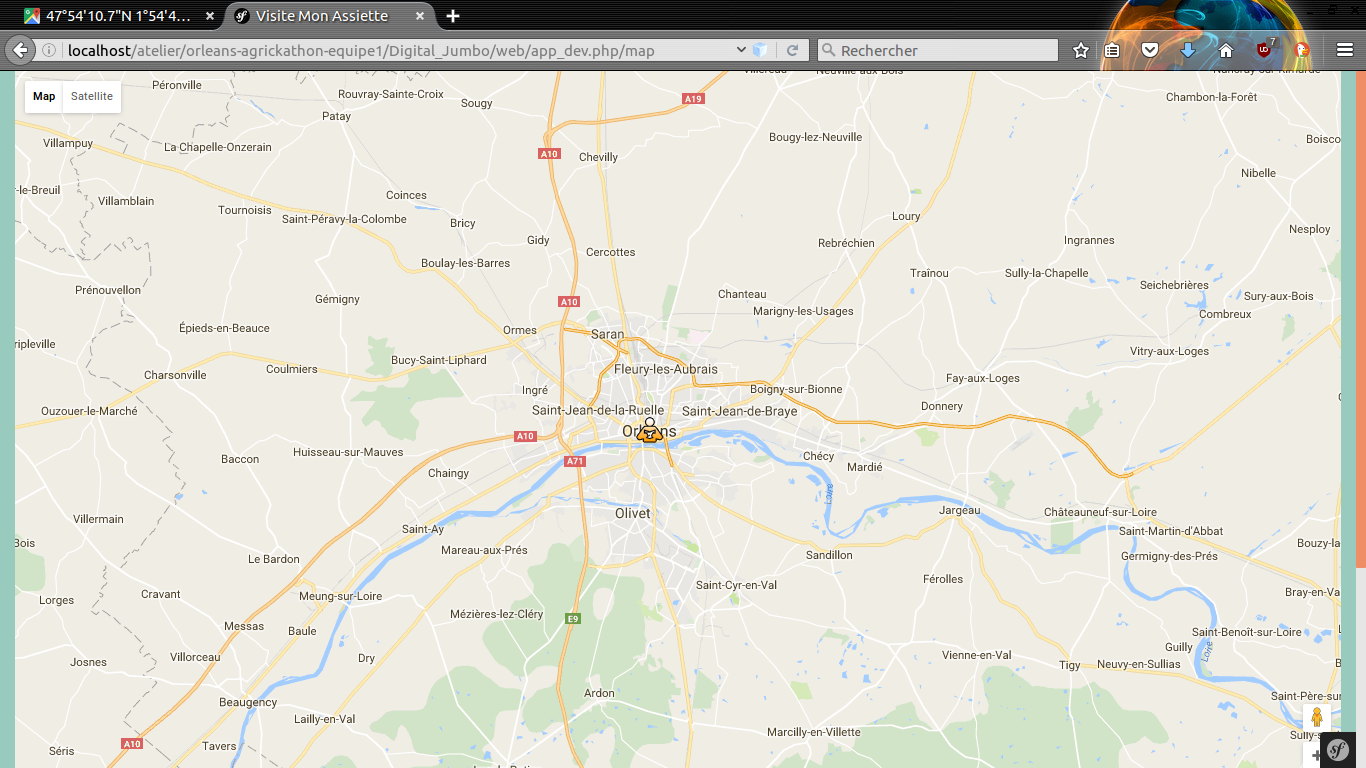 47°54'10.7"N 1°54'4...
Visite Mon Assiette
localhost/atelier/orleans-agrickathon-equipe1/Digital_Jumbo/web/app_dev.php/map
Rechercher
7
Map
Satellite
Péronville
Rouvray-Sainte-Croix
Sougy
A19
Neuville-aux-Bois
Chambon-la-Forêt
Patay
Villampuy
La Chapelle-Onzerain
A10
Chevilly
Bougy-lez-Neuville
Boisco
Nibelle
-le-Breuil
Villamblain
Coinces
Tournoisis
Saint-Péravy-la-Colombe
Bricy
Loury
Nesploy
Gidy
Cercottes
Rebréchien
Ingrannes
Boulay-les-Barres
Trainou
Sully-la-Chapelle
Seichebrières
Prénouvellon
Gémigny
A10
Chanteau
Marigny-les-Usages
Sury-aux-Bois
Combreux
Épieds-en-Beauce
Ormes
Saran
ripleville
Bucy-Saint-Liphard
Vitry-aux-Loges
Charsonville
Coulmiers
Fleury-les-Aubrais
Fay-aux-Loges
Ingré
Boigny-sur-Bionne
Ouzouer-le-Marché
Saint-Jean-de-la-Ruelle
Saint-Jean-de-Braye
Donnery
A10
Orléans
Baccon
Huisseau-sur-Mauves
A71
Chécy
Mardié
Chaingy
Villermain
Saint-Ay
Olivet
Jargeau
Châteauneuf-sur-Loire
Saint-Martin-d'Abbat
Bois
Le Bardon
Mareau-aux-Prés
Sandillon
Germigny-des-Prés
Bouzy-la
Lorges
Cravant
Meung-sur-Loire
Saint-Cyr-en-Val
Férolles
Bray-en-Va
Mézières-lez-Cléry
E9
Messas
Baule
Saint-Benoît-sur-Loire
Josnes
Villorceau
Dry
Vienne-en-Val
Tigy
Neuvy-en-Sullias
Guilly
Loire
Beaugency
Ardon
Saint-Père-sur
Lailly-en-Val
Marcilly-en-Villette
Sully-s
Séris
A10
Tavers